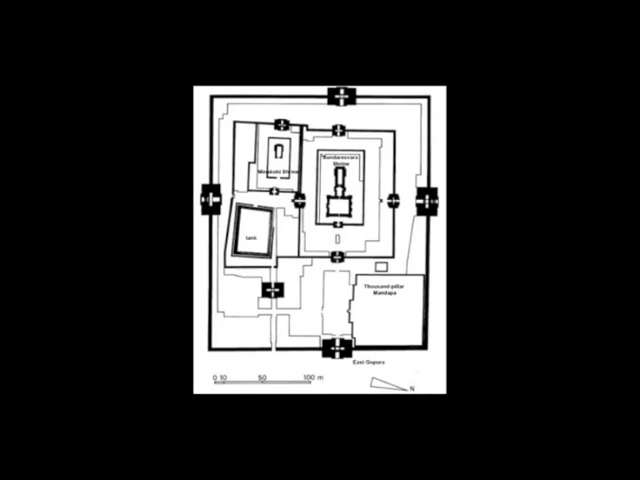 Minakshi Shrine
Sundaresvara
Shrine
tank
Thousand-pillar
Mandapa
East Gopura
0 10 50 100 m
N